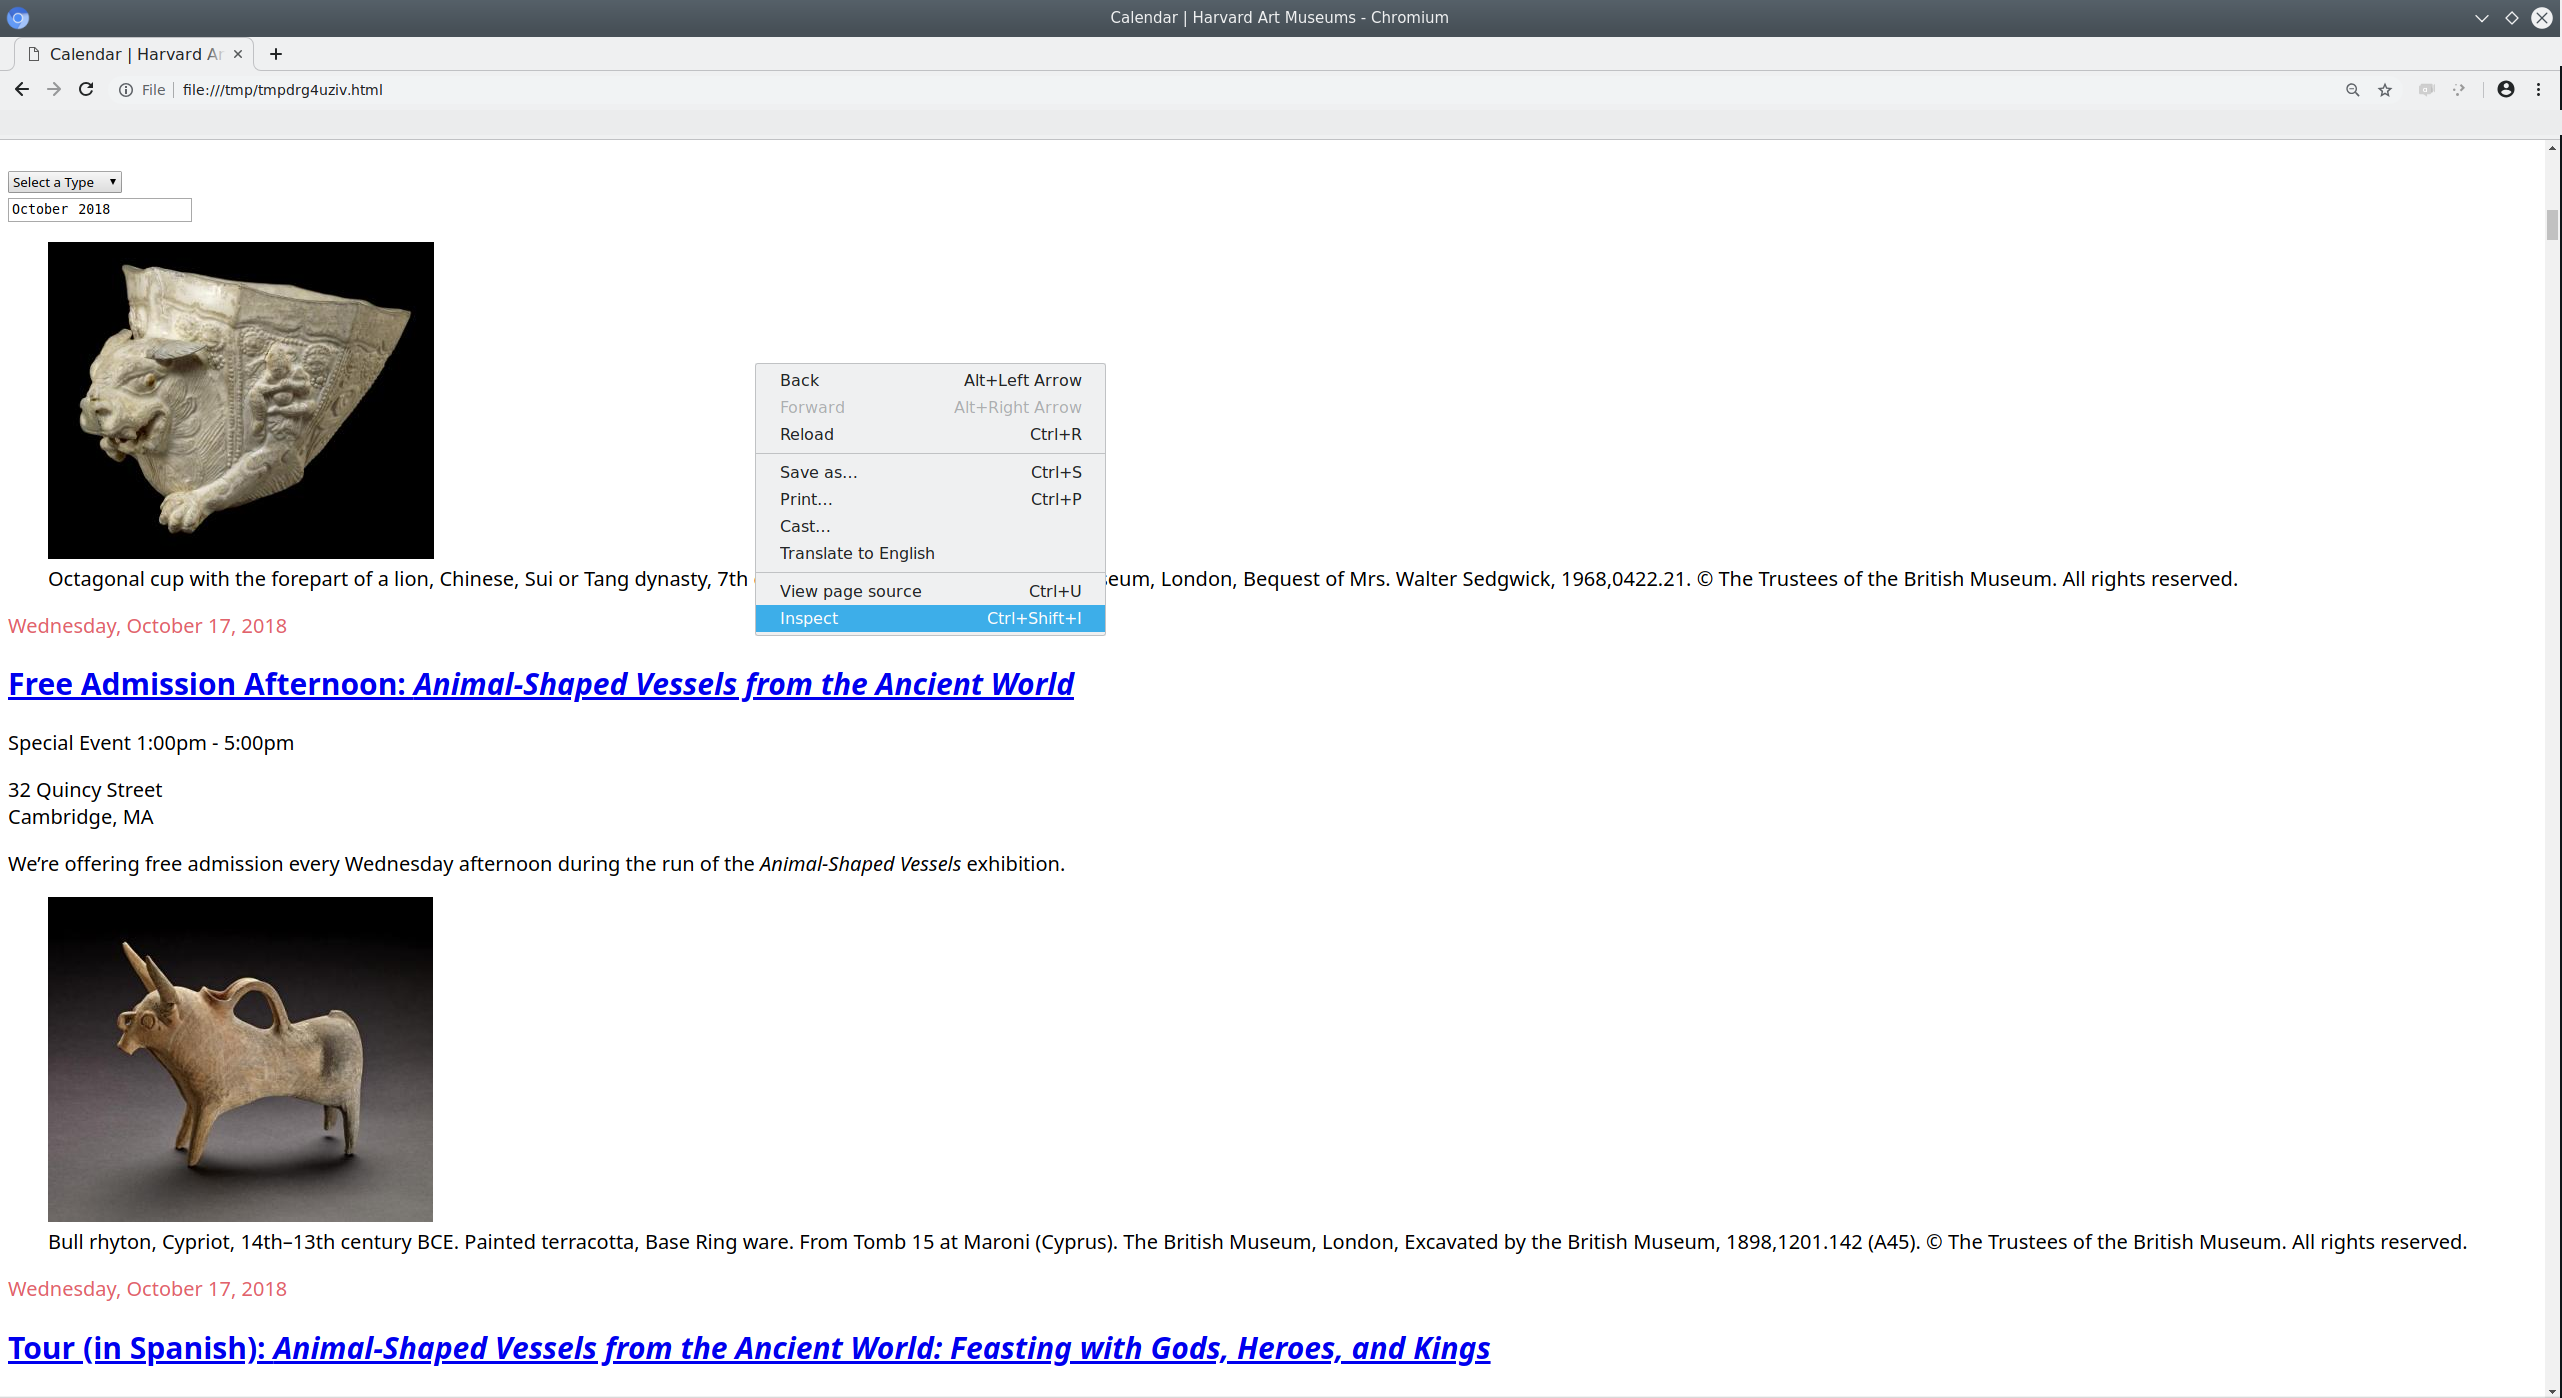 Calendar | Harvard Art Museums - Chromium
Calendar | Harvard Ar
File file:///tmp/tmpdrg4uziv.html
Select a Type
October 2018
Back Alt+Left Arrow
Forward Alt+Right Arrow
Reload Ctrl+R
Save as... Ctrl+S
Print... Ctrl+P
Cast...
Translate to English
View page source Ctrl+U
Inspect Ctrl+Shift+I
Octagonal cup with the forepart of a lion, Chinese, Sui or Tang dynasty, 7th London, Bequest of Mrs. Walter Sedgwick, 1968,0422.21. © The Trustees of the British Museum. All rights reserved.
Wednesday, October 17, 2018
Free Admission Afternoon: Animal-Shaped Vessels from the Ancient World
Special Event 1:00pm - 5:00pm
32 Quincy Street
Cambridge, MA
We’re offering free admission every Wednesday afternoon during the run of the Animal-Shaped Vessels exhibition.
Bull rhyton, Cypriot, 14th–13th century BCE. Painted terracotta, Base Ring ware. From Tomb 15 at Maroni (Cyprus). The British Museum, London, Excavated by the British Museum, 1898,1201.142 (A45). © The Trustees of the British Museum. All rights reserved.
Wednesday, October 17, 2018
Tour (in Spanish): Animal-Shaped Vessels from the Ancient World: Feasting with Gods, Heroes, and Kings